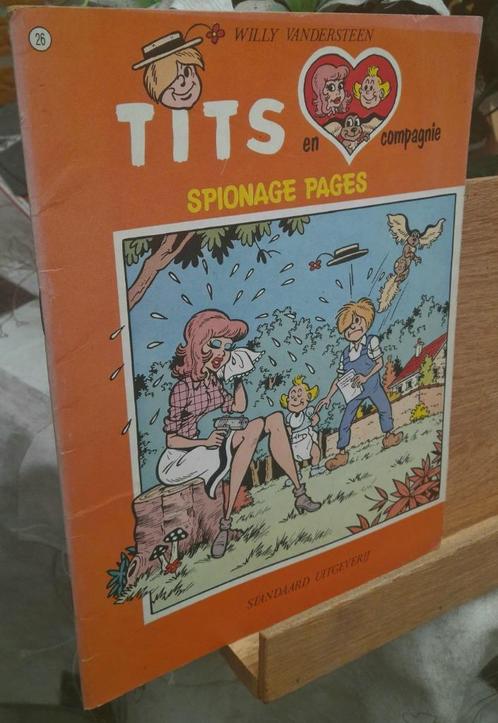 26
WILLY VANDERSTEEN
TITS
en compagnie
SPIONAGE PAGES
STANDAARD UITGEVERIJ